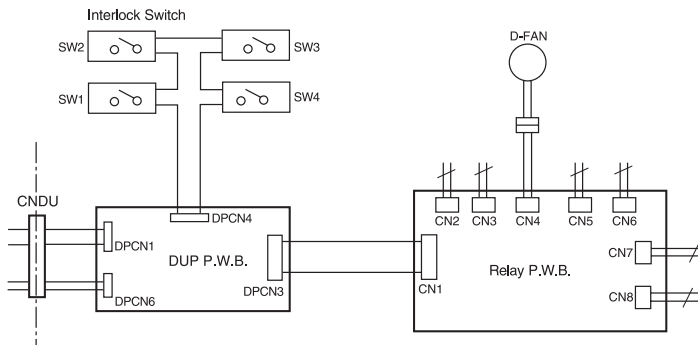 Interlock Switch
SW2
SW3
D-FAN
SW1
SW4
CNDU
DPCN4
CN2
CN3
CN4
CN5
CN6
DPCN1
DUP P.W.B.
CN7
Relay P.W.B.
DPCN6
DPCN3
CN1
CN8